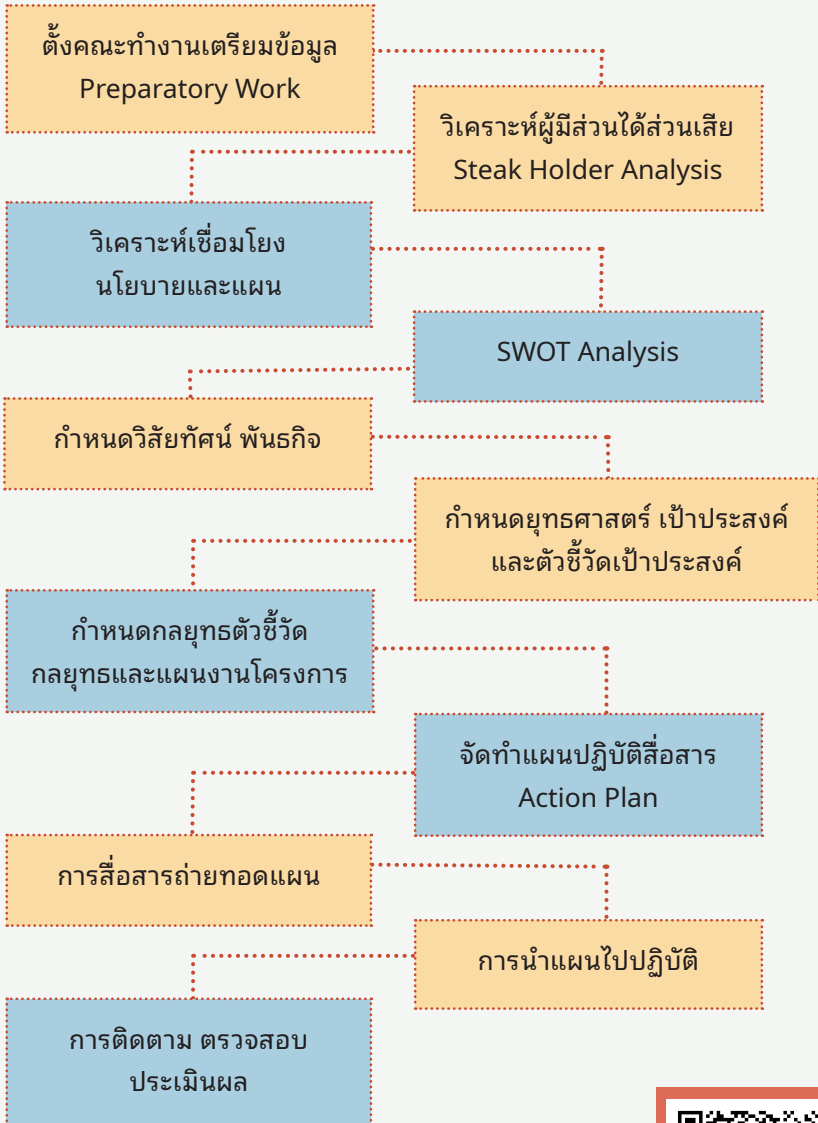 ตั้งคณะทำงานเตรียมข้อมูล
Preparatory Work
วิเคราะห์ผู้มีส่วนได้ส่วนเสีย
Steak Holder Analysis
วิเคราะห์เชื่อมโยง
นโยบายและแผน
SWOT Analysis
กำหนดวิสัยทัศน์ พันธกิจ
กำหนดยุทธศาสตร์ เป้าประสงค์
และตัวชี้วัดเป้าประสงค์
กำหนดกลยุทธตัวชี้วัด
กลยุทธและแผนงานโครงการ
จัดทำแผนปฏิบัติสื่อสาร
Action Plan
การสื่อสารถ่ายทอดแผน
การนำแผนไปปฏิบัติ
การติดตาม ตรวจสอบ
ประเมินผล